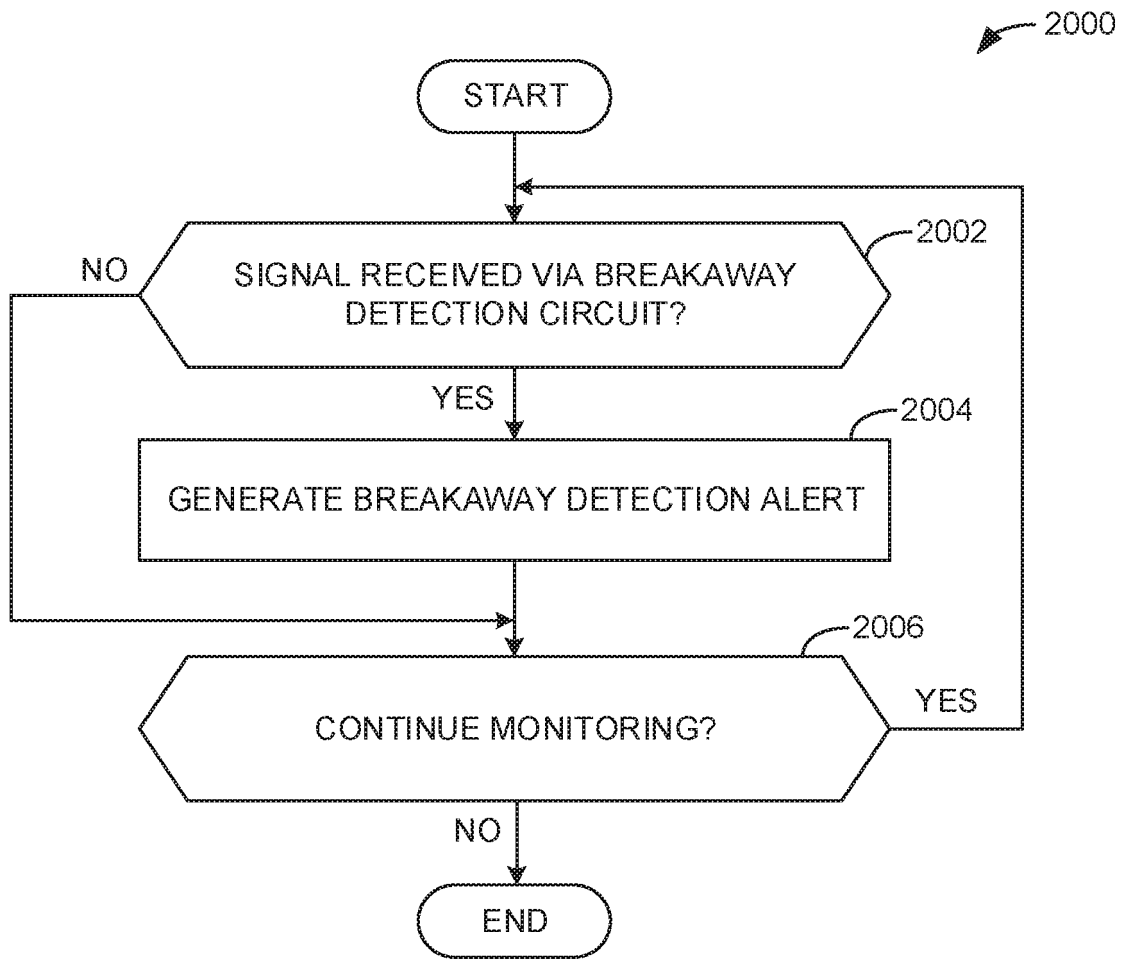 2000
START
2002
NO
SIGNAL RECEIVED VIA BREAKAWAY
DETECTION CIRCUIT?
YES
2004
GENERATE BREAKAWAY DETECTION ALERT
2006
YES
CONTINUE MONITORING?
NO
END